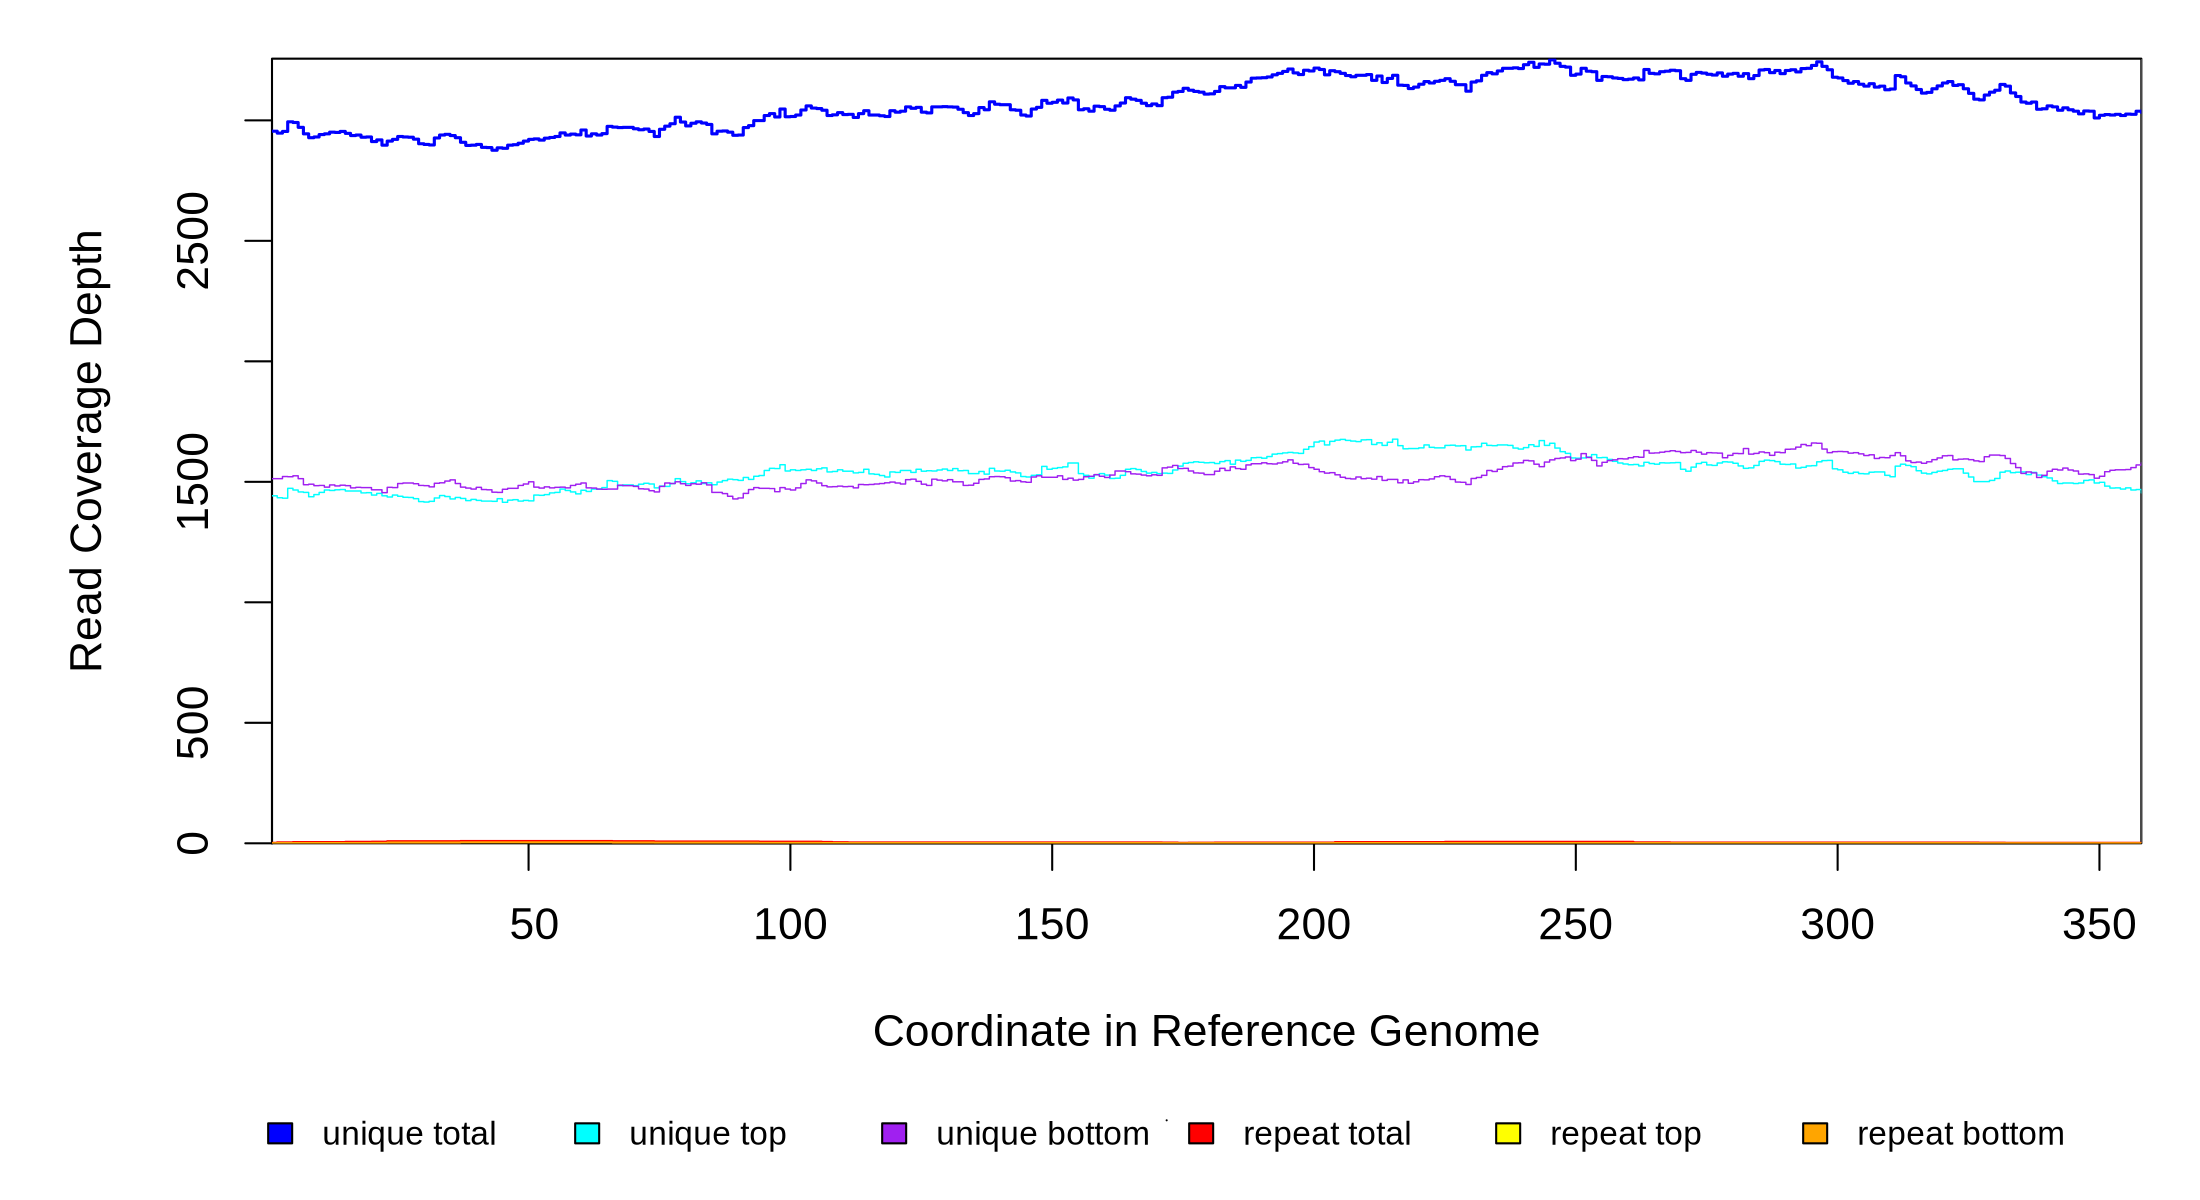 Read Coverage Depth
2500
1500
500
0
50 100 150 200 250 300 350
Coordinate in Reference Genome
unique total unique top unique bottom repeat total repeat top repeat bottom